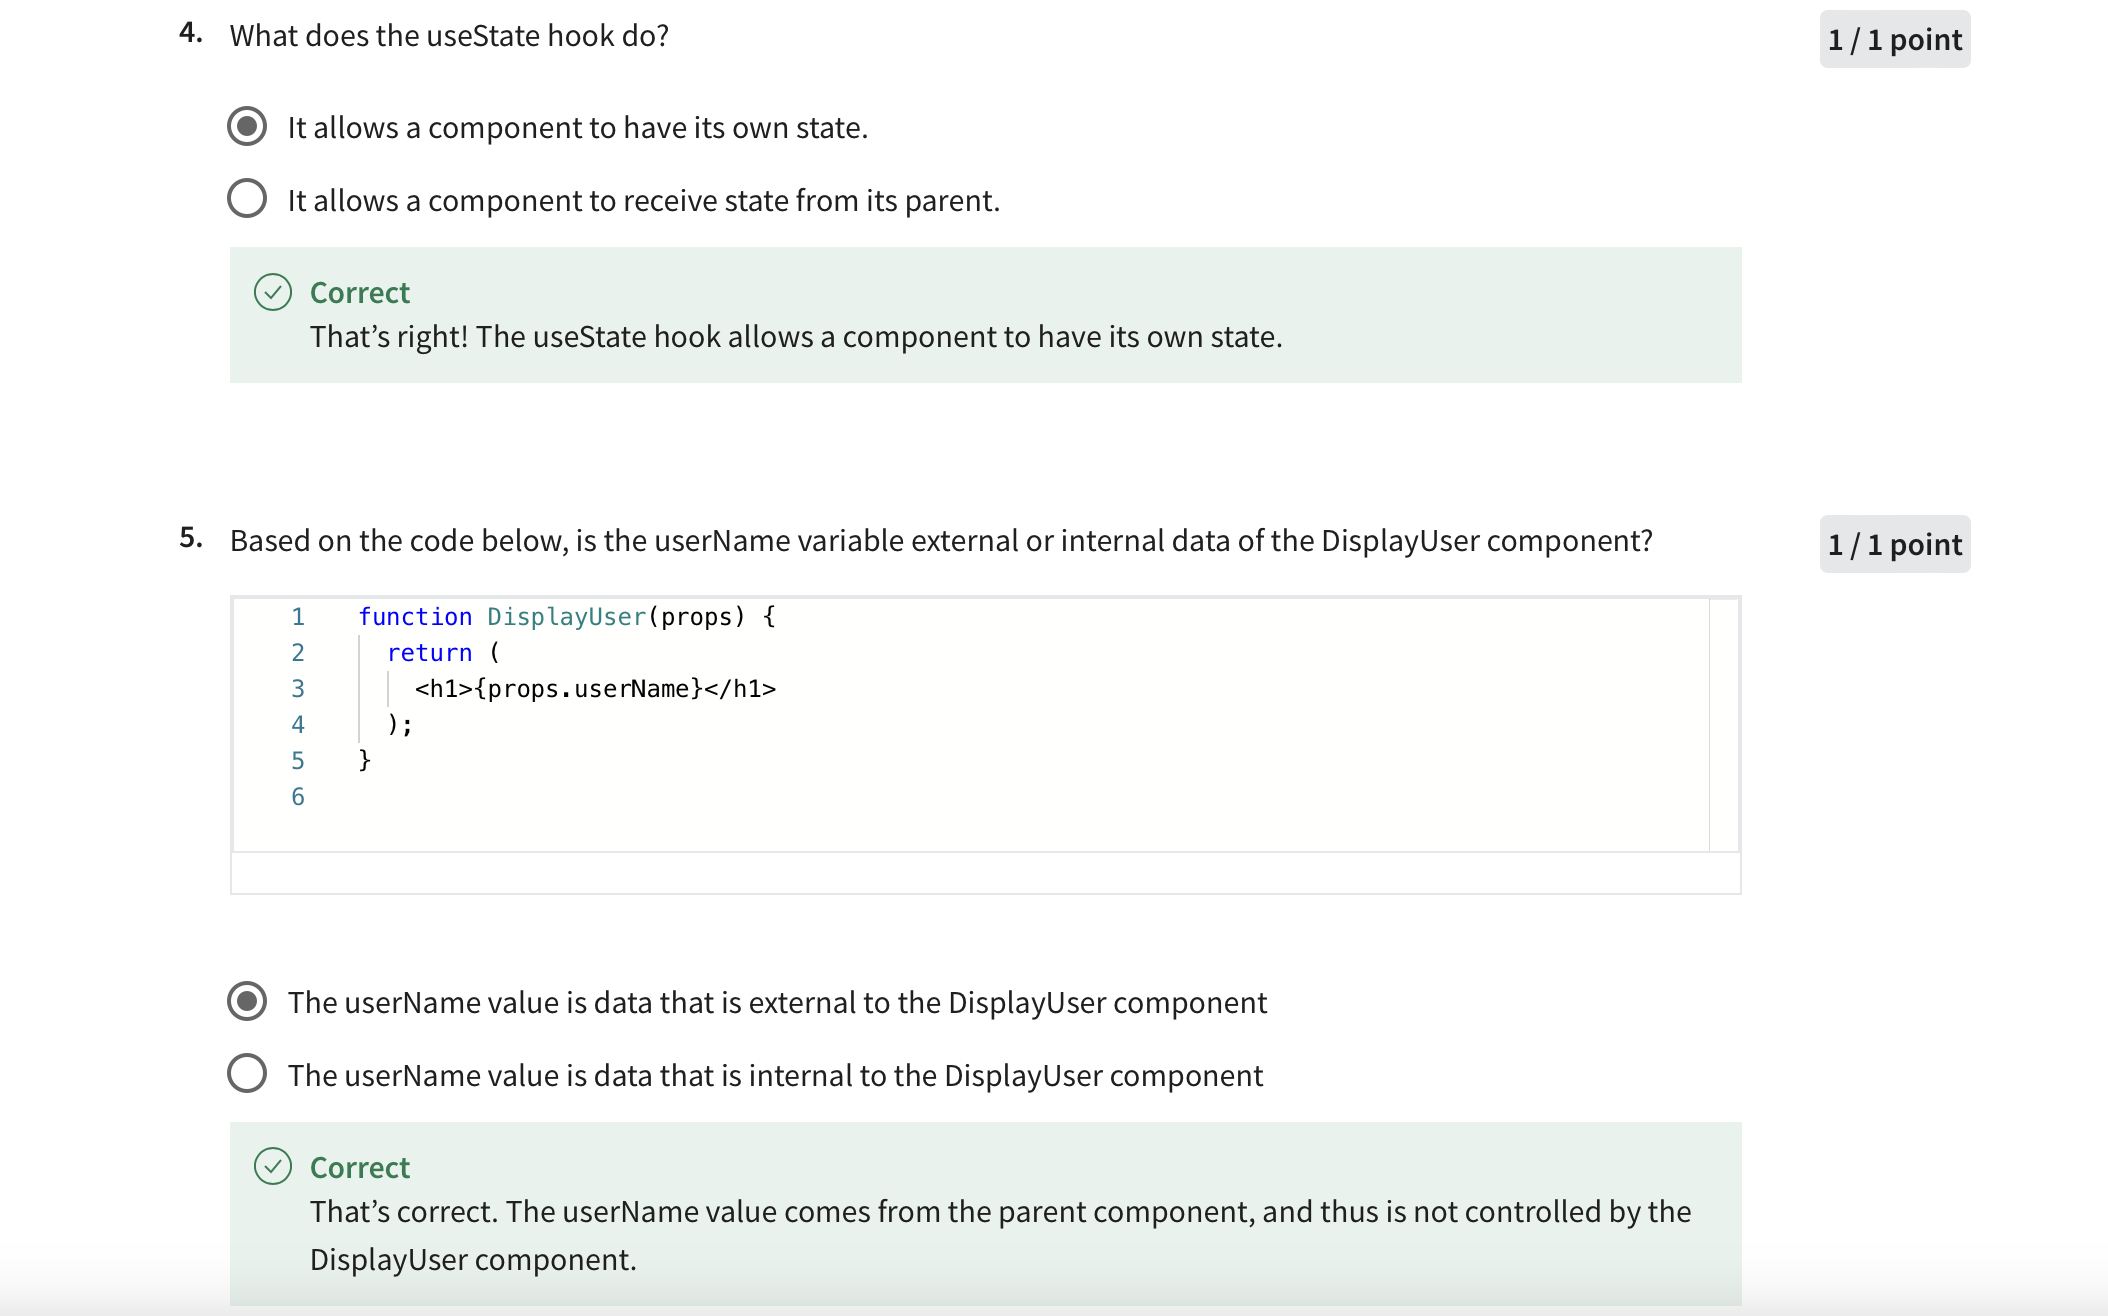 4. What does the useState hook do?
1 / 1 point
It allows a component to have its own state.
It allows a component to receive state from its parent.
Correct
That’s right! The useState hook allows a component to have its own state.
5. Based on the code below, is the userName variable external or internal data of the DisplayUser component?
1 / 1 point
1 function DisplayUser(props) {
2   return (
3     <h1>{props.userName}</h1>
4   );
5 }
6
The userName value is data that is external to the DisplayUser component
The userName value is data that is internal to the DisplayUser component
Correct
That’s correct. The userName value comes from the parent component, and thus is not controlled by the
DisplayUser component.